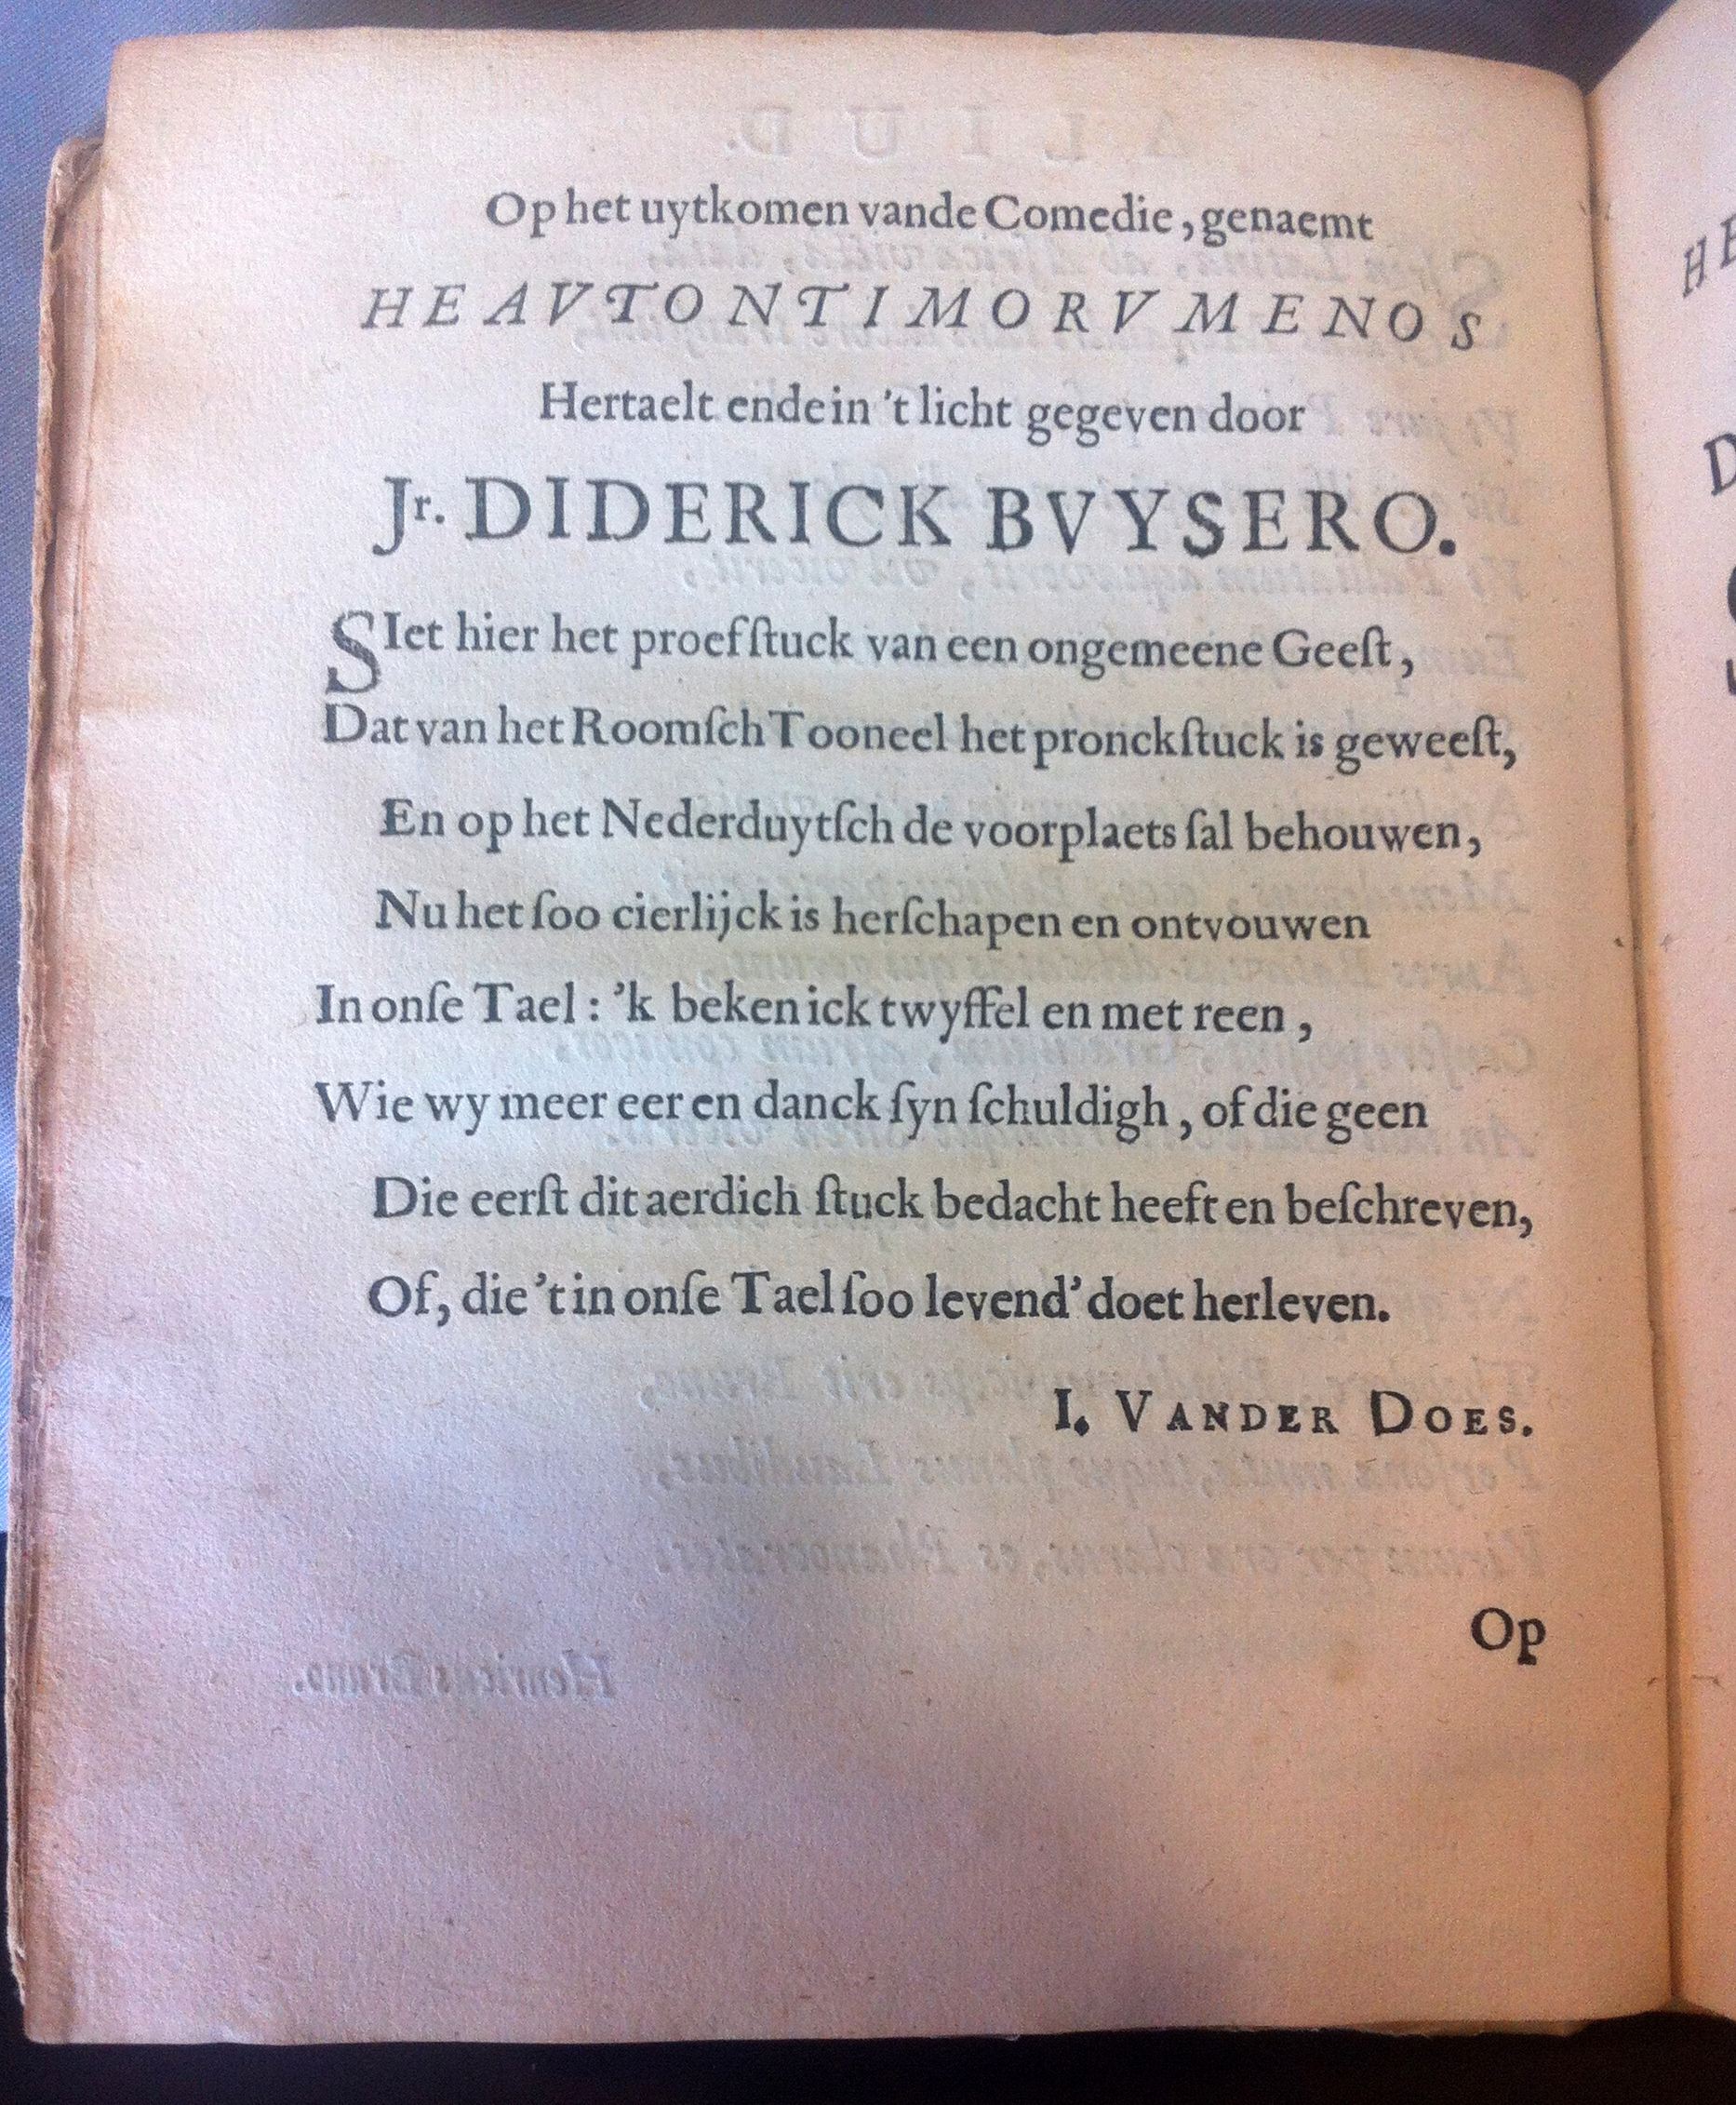 Op het uytkomen vande Comedie, genaemt
HEAVTONTIMORVMENOS
Hertaelt ende in 't licht gegeven door
Jr. DIDERICK BVYSERO.
SIet hier het proefſtuck van een ongemeene Geeſt,
Dat van het Roomſch Tooneel het pronckſtuck is geweeſt,
En op het Nederduytſch de voorplaets ſal behouwen,
Nu het ſoo cierlijck is herſchapen en ontvouwen
In onſe Tael: 'k beken ick twyffel en met reen,
Wie wy meer eer en danck ſyn ſchuldigh, of die geen
Die eerſt dit aerdich ſtuck bedacht heeft en beſchreven,
Of, die 't in onſe Tael ſoo levend' doet herleven.
I. VANDER DOES.
Op